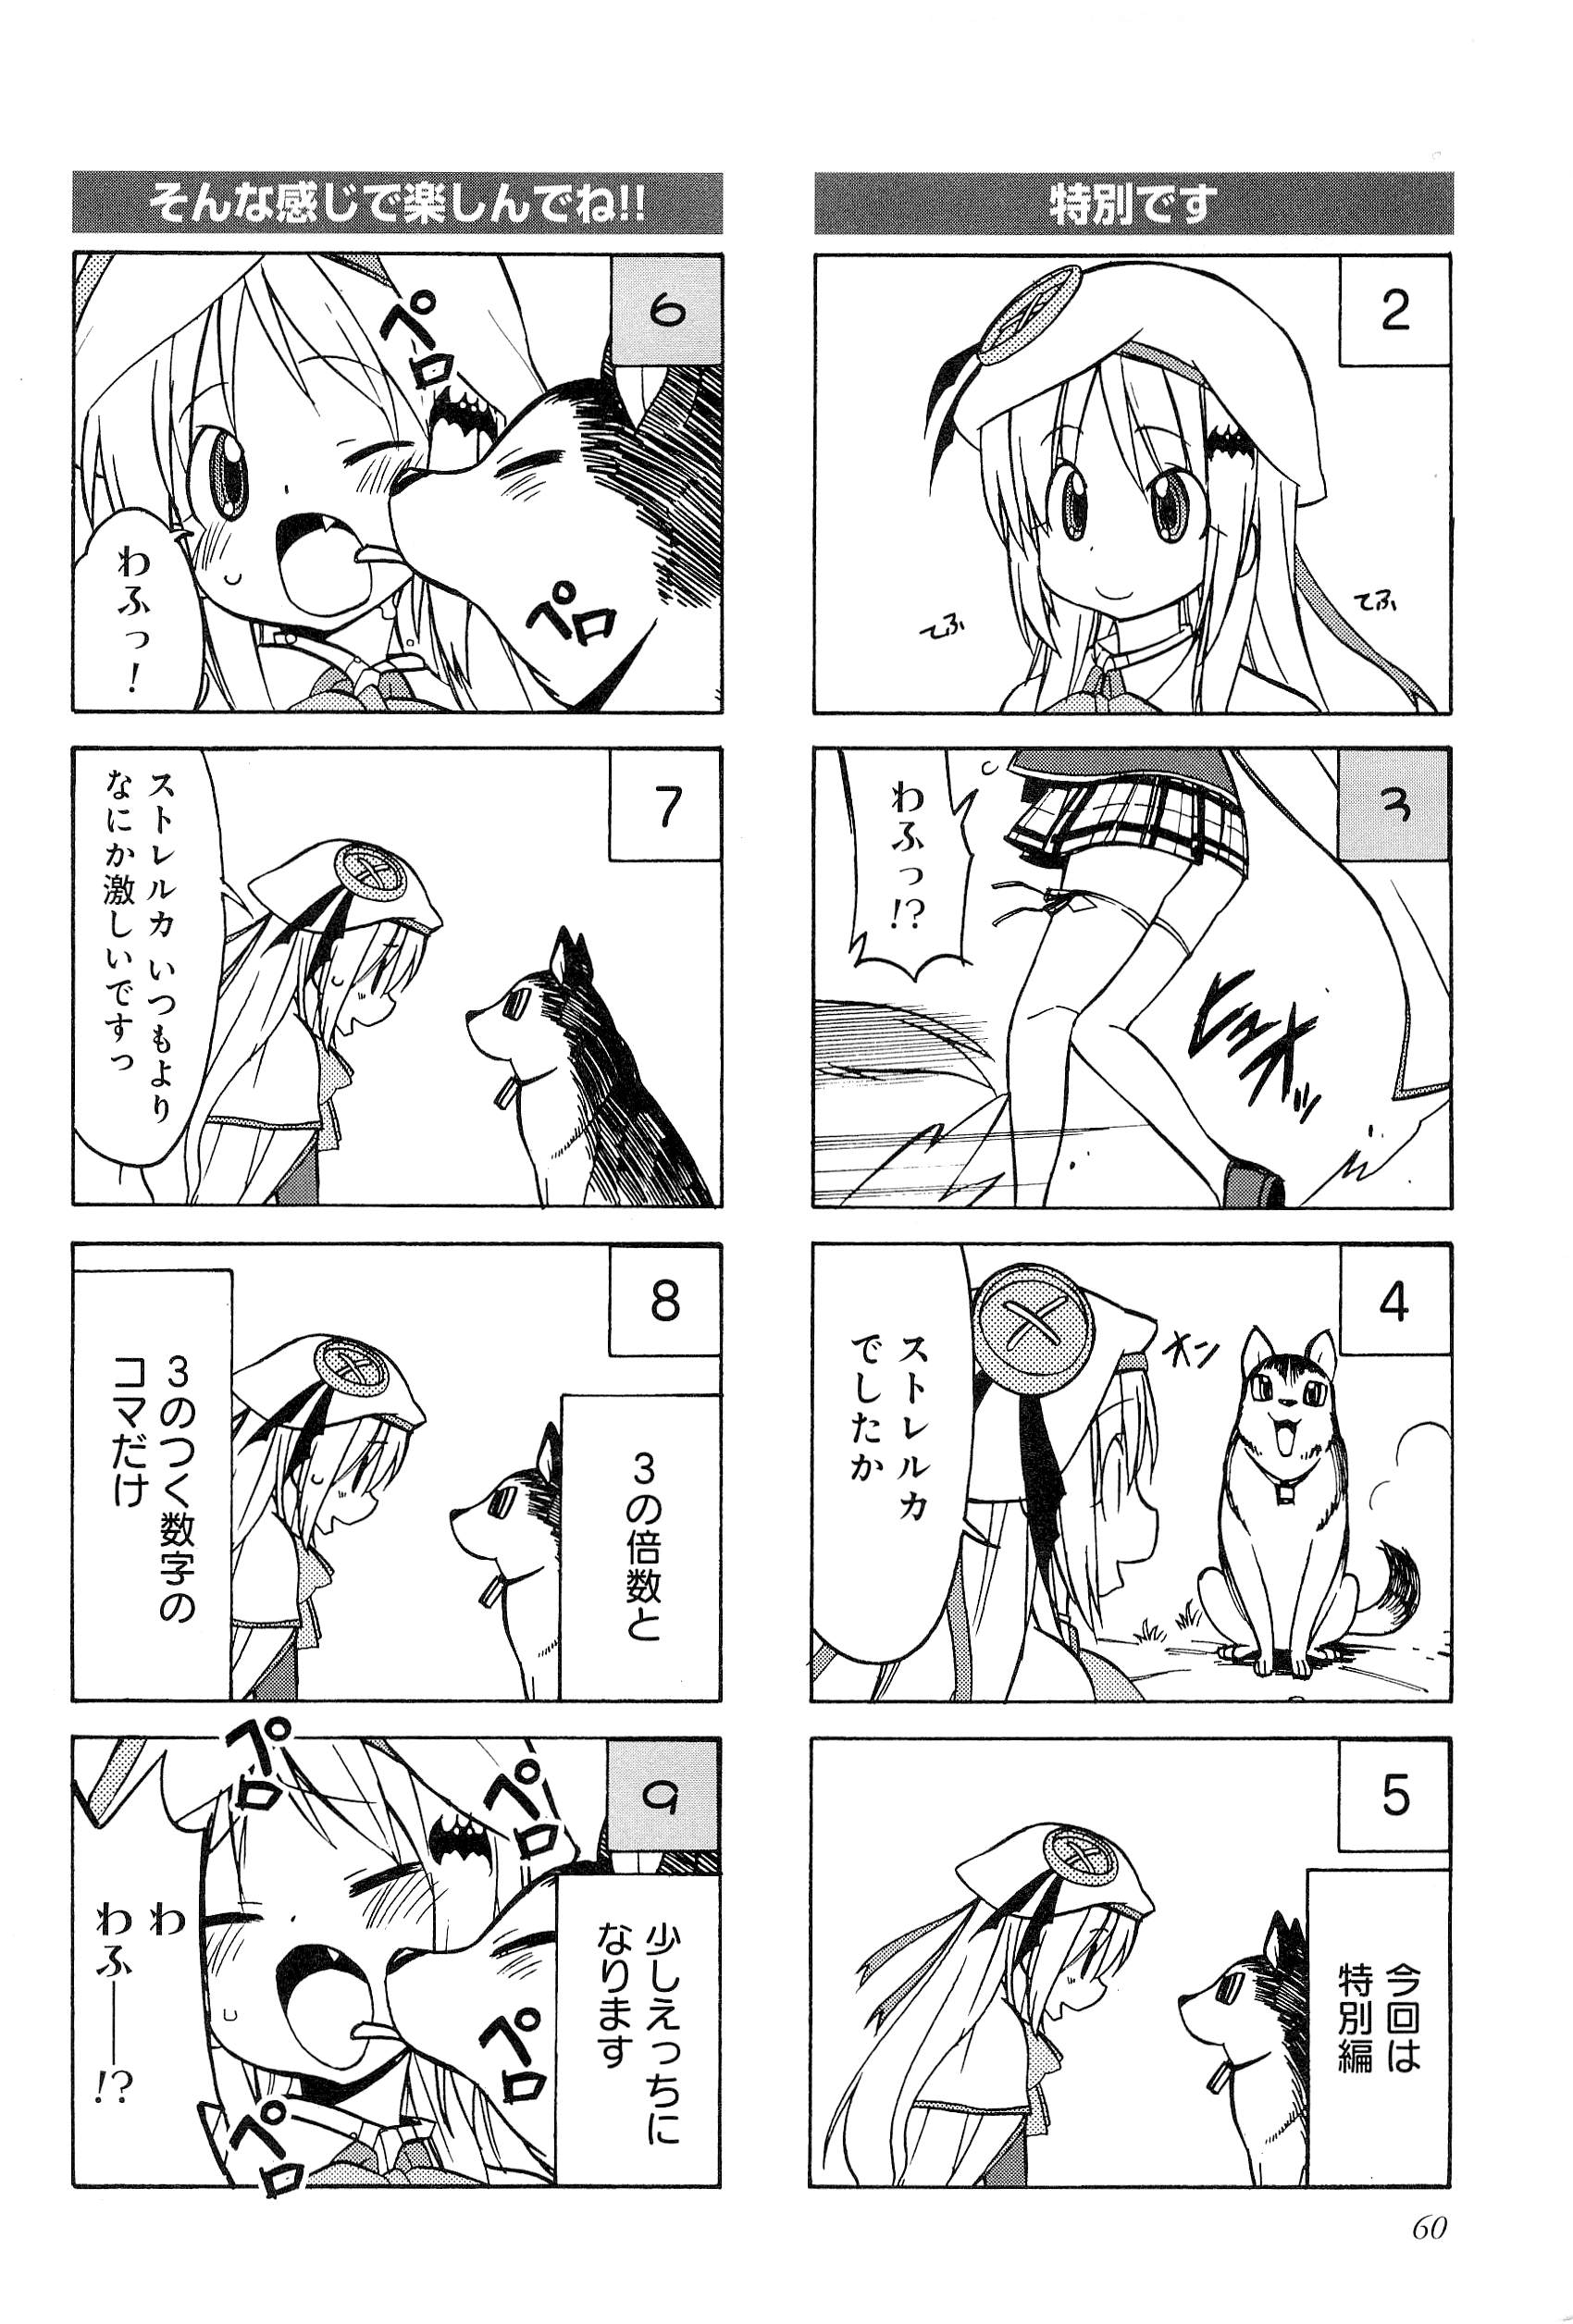 特別です
2
てふ
てふ
3
わふっ!?
ビュオッ
4
オン
ストレルカ
でしたか
5
今回は
特別編
そんな感じで楽しんでね!!
6
ペロ
ペロ
わふっ!
7
ストレルカいつもより
なにか激しいですっ
8
3の倍数と
3のつく数字の
コマだけ
9
少しえっちに
なります
ペロ
ペロ
ペロ
ペロ
わ
わふ――!?
60